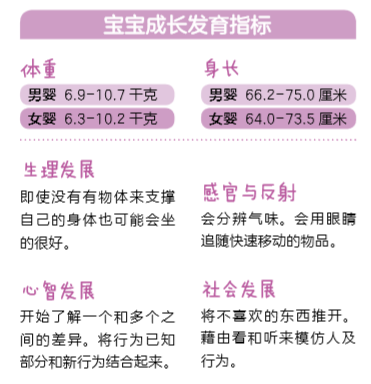 宝宝成长发育指标
体重
男婴 6.9-10.7 千克
女婴 6.3-10.2 千克
身长
男婴 66.2-75.0 厘米
女婴 64.0-73.5 厘米
生理发展
即使没有有物体来支撑
自己的身体也可能会坐
的很好。
感官与反射
会分辨气味。会用眼睛
追随快速移动的物品。
心智发展
开始了解一个和多个之
间的差异。将行为已知
部分和新行为结合起来。
社会发展
将不喜欢的东西推开。
藉由看和听来模仿人及
行为。